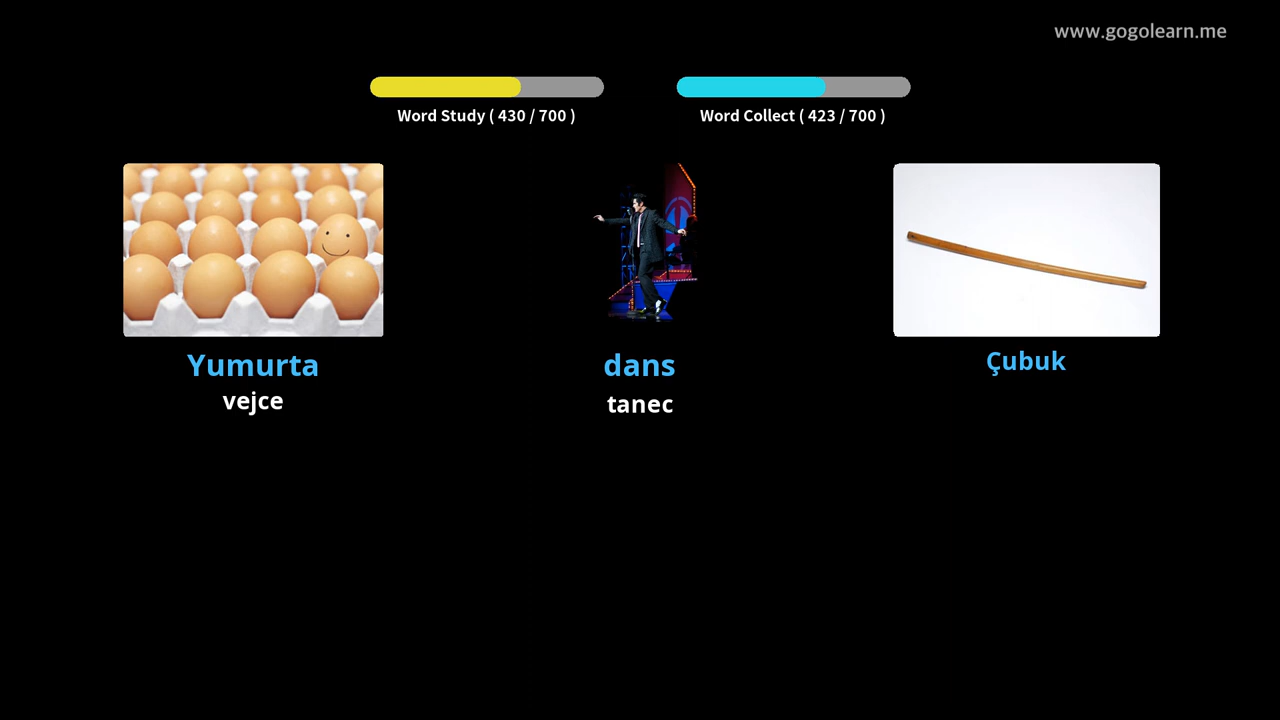 www.gogolearn.me
Word Study ( 430 / 700 )
Word Collect ( 423 / 700 )
Yumurta
vejce
dans
tanec
Çubuk